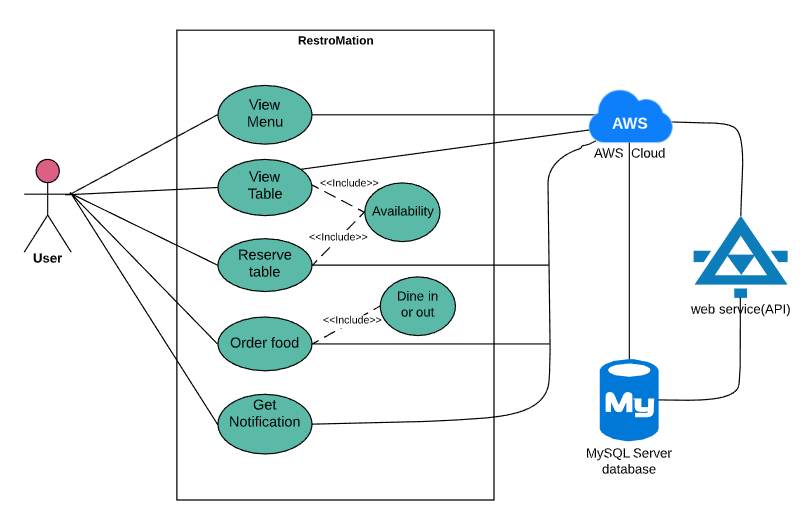 RestroMation
View
Menu
AWS
AWS Cloud
View
Table
<<Include>>
Availability
<<Include>>
User
Reserve
table
Dine in
or out
<<Include>>
Order food
web service(API)
Get
Notification
My
MySQL Server
database